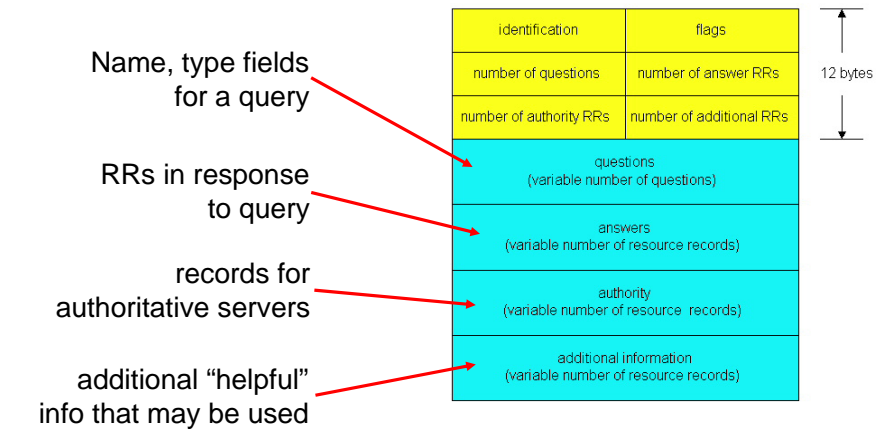 identification
flags
Name, type fields
for a query
number of questions
number of answer RRs
12 bytes
number of authority RRs
number of additional RRs
questions
(variable number of questions)
RRs in response
to query
answers
(variable number of resource records)
records for
authoritative servers
authority
(variable number of resource records)
additional “helpful”
info that may be used
additional information
(variable number of resource records)